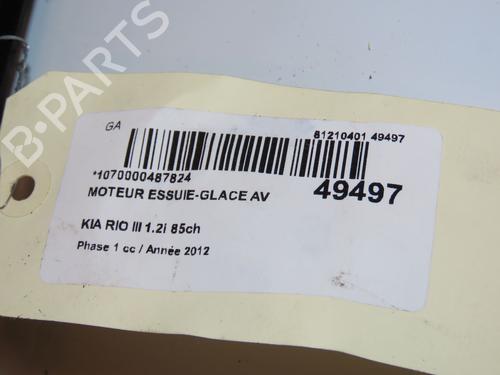 GA
81210401 49497
*1070000487824
MOTEUR ESSUIE-GLACE AV
49497
KIA RIO III 1.2i 85ch
Phase 1 cc / Année 2012
B-PARTS